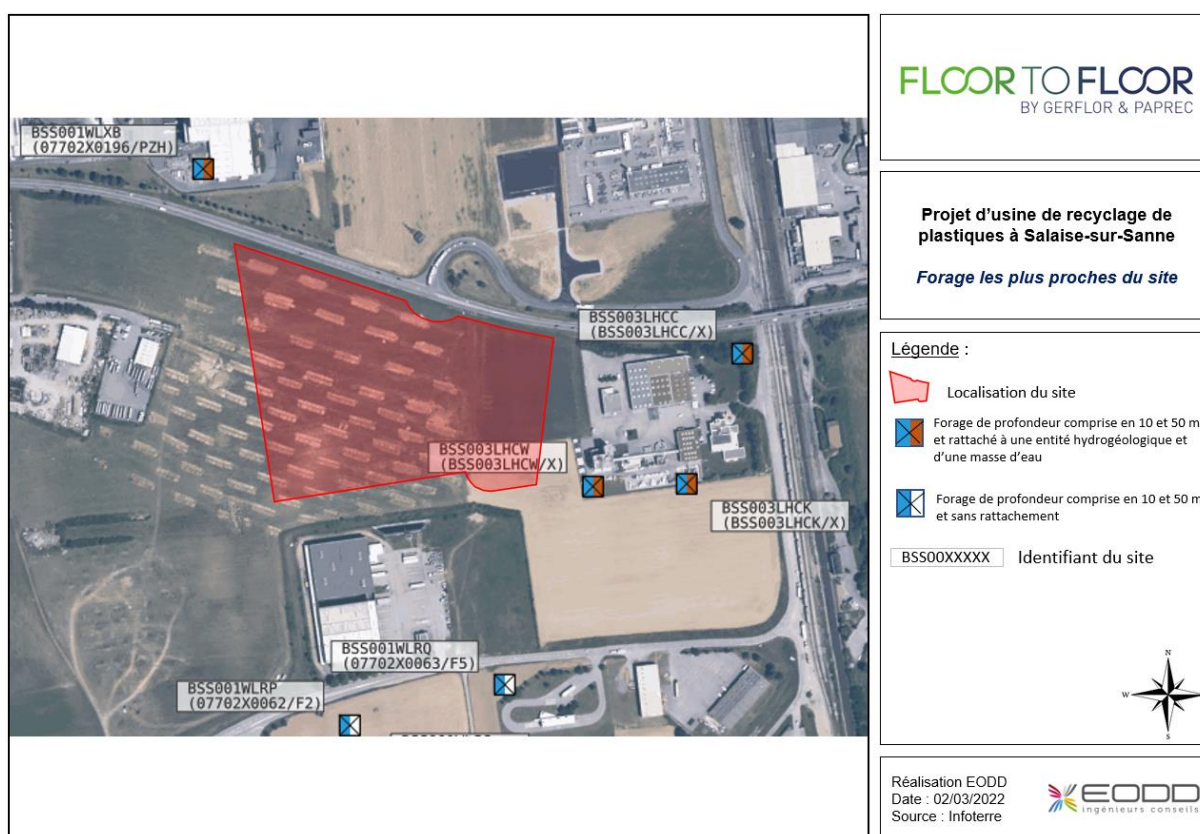 BSS001WLXB
(07702X0196/PZH)
BSS003LHCC
(BSS003LHCC/X)
BSS003LHCW
(BSS003LHCW/X)
BSS003LHCK
(BSS003LHCK/X)
BSS001WLRQ
(07702X0063/F5)
BSS001WLRP
(07702X0062/F2)
FLOOR TO FLOOR
BY GERFLOR & PAPREC
Projet d'usine de recyclage de
plastiques à Salaise-sur-Sanne
Forage les plus proches du site
Légende :
Localisation du site
Forage de profondeur comprise en 10 et 50 m
et rattaché à une entité hydrogéologique et
d'une masse d'eau
Forage de profondeur comprise en 10 et 50 m
et sans rattachement
BSS00XXXXX Identifiant du site
N
W
S
Réalisation EODD
Date : 02/03/2022
Source : Infoterre
EODD
ingénieurs conseils